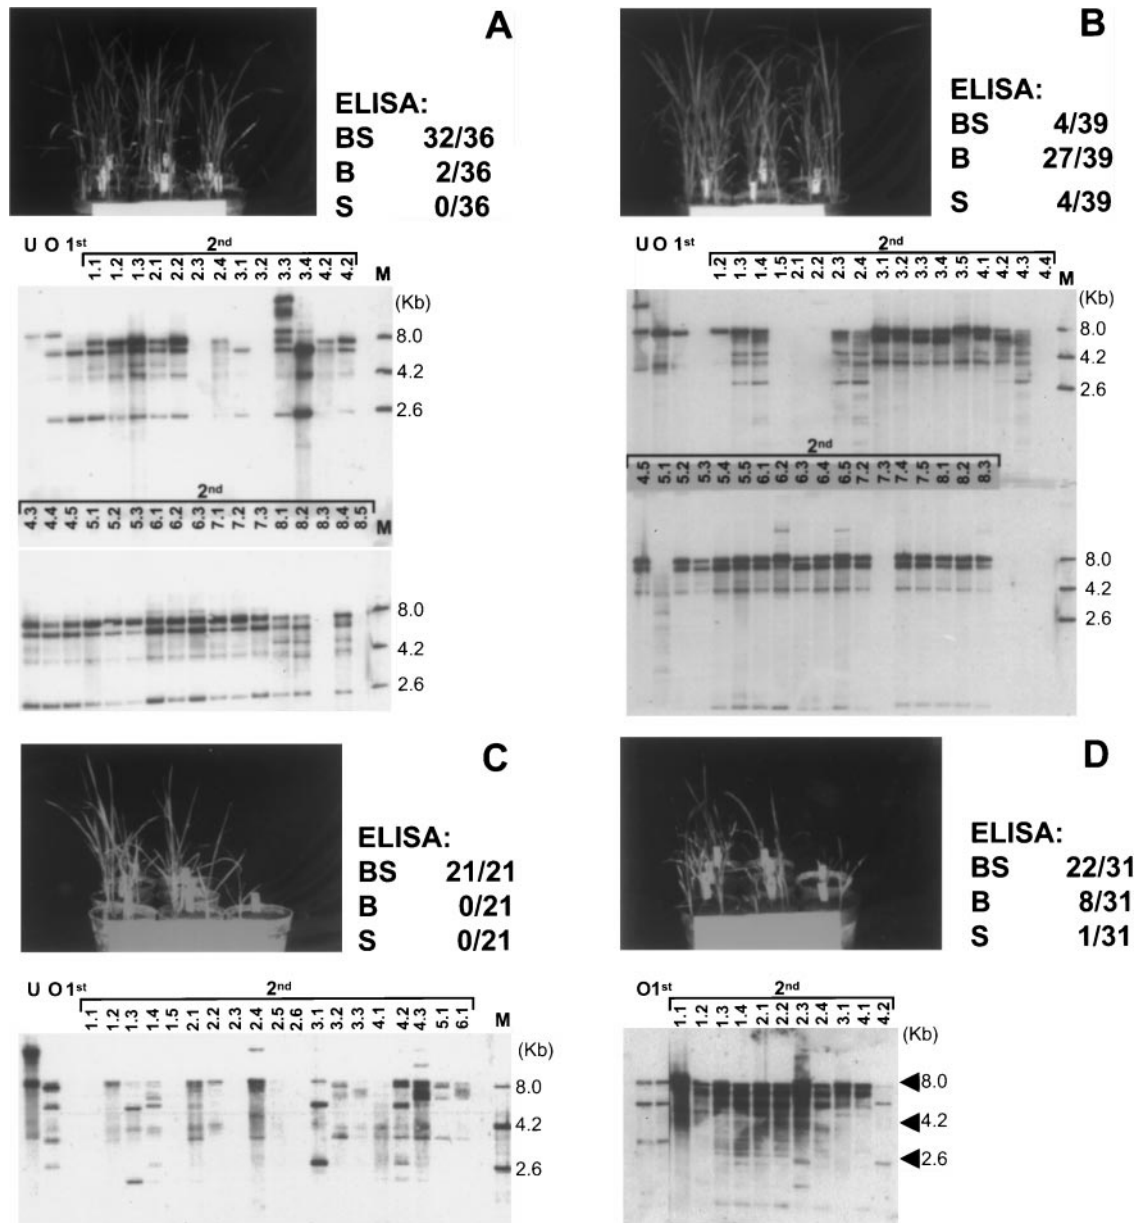 A
ELISA:
BS 32/36
B 2/36
S 0/36
U O 1st 2nd
1.1 1.2 1.3 2.1 2.2 2.3 2.4 3.1 3.2 3.3 3.4 4.2 4.2 M
(Kb)
8.0
4.2
2.6
2nd
4.3 4.4 4.5 5.1 5.2 5.3 6.1 6.2 6.3 7.1 7.2 7.3 8.1 8.2 8.3 8.4 8.5 M
8.0
4.2
2.6
B
ELISA:
BS 4/39
B 27/39
S 4/39
U O 1st 2nd
1.2 1.3 1.4 1.5 2.1 2.2 2.3 2.4 3.1 3.2 3.3 3.4 3.5 4.1 4.2 4.3 4.4 M
(Kb)
8.0
4.2
2.6
2nd
4.5 5.1 5.2 5.3 5.4 5.5 6.1 6.2 6.3 6.4 6.5 7.2 7.3 7.4 7.5 8.1 8.2 8.3
8.0
4.2
2.6
C
ELISA:
BS 21/21
B 0/21
S 0/21
U O 1st 2nd
1.1 1.2 1.3 1.4 1.5 2.1 2.2 2.3 2.4 2.5 2.6 3.1 3.2 3.3 4.1 4.2 4.3 5.1 6.1 M
(Kb)
8.0
4.2
2.6
D
ELISA:
BS 22/31
B 8/31
S 1/31
O 1st 2nd
1.1 1.2 1.3 1.4 2.1 2.2 2.3 2.4 3.1 4.1 4.2
(Kb)
8.0
4.2
2.6